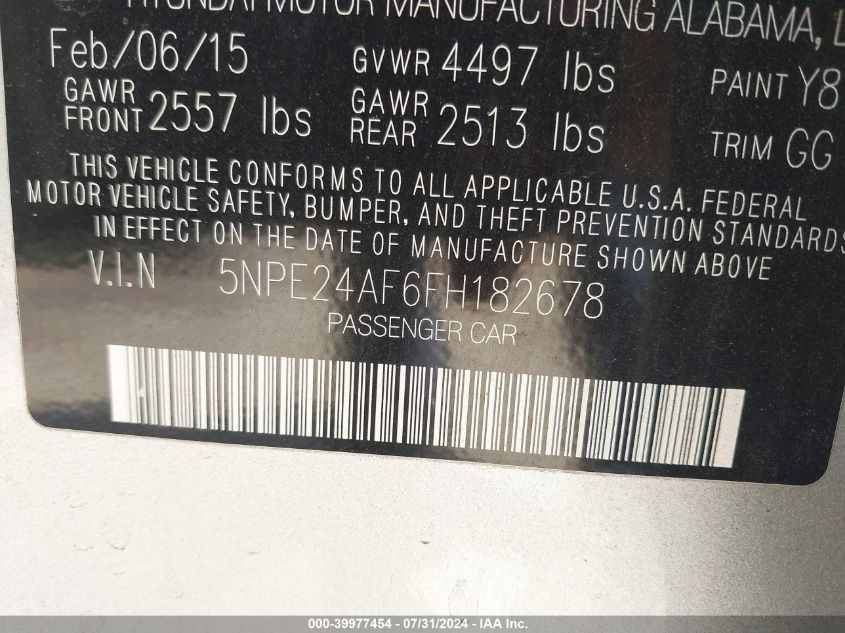 HYUNDAI MOTOR MANUFACTURING ALABAMA, L
Feb/06/15 GVWR 4497 lbs PAINT Y8
GAWR FRONT 2557 lbs GAWR REAR 2513 lbs TRIM GG
THIS VEHICLE CONFORMS TO ALL APPLICABLE U.S.A. FEDERAL
MOTOR VEHICLE SAFETY, BUMPER, AND THEFT PREVENTION STANDARDS
IN EFFECT ON THE DATE OF MANUFACTURE SHOWN ABOVE
V.I.N 5NPE24AF6FH182678
PASSENGER CAR
000-39977454 - 07/31/2024 - IAA Inc.